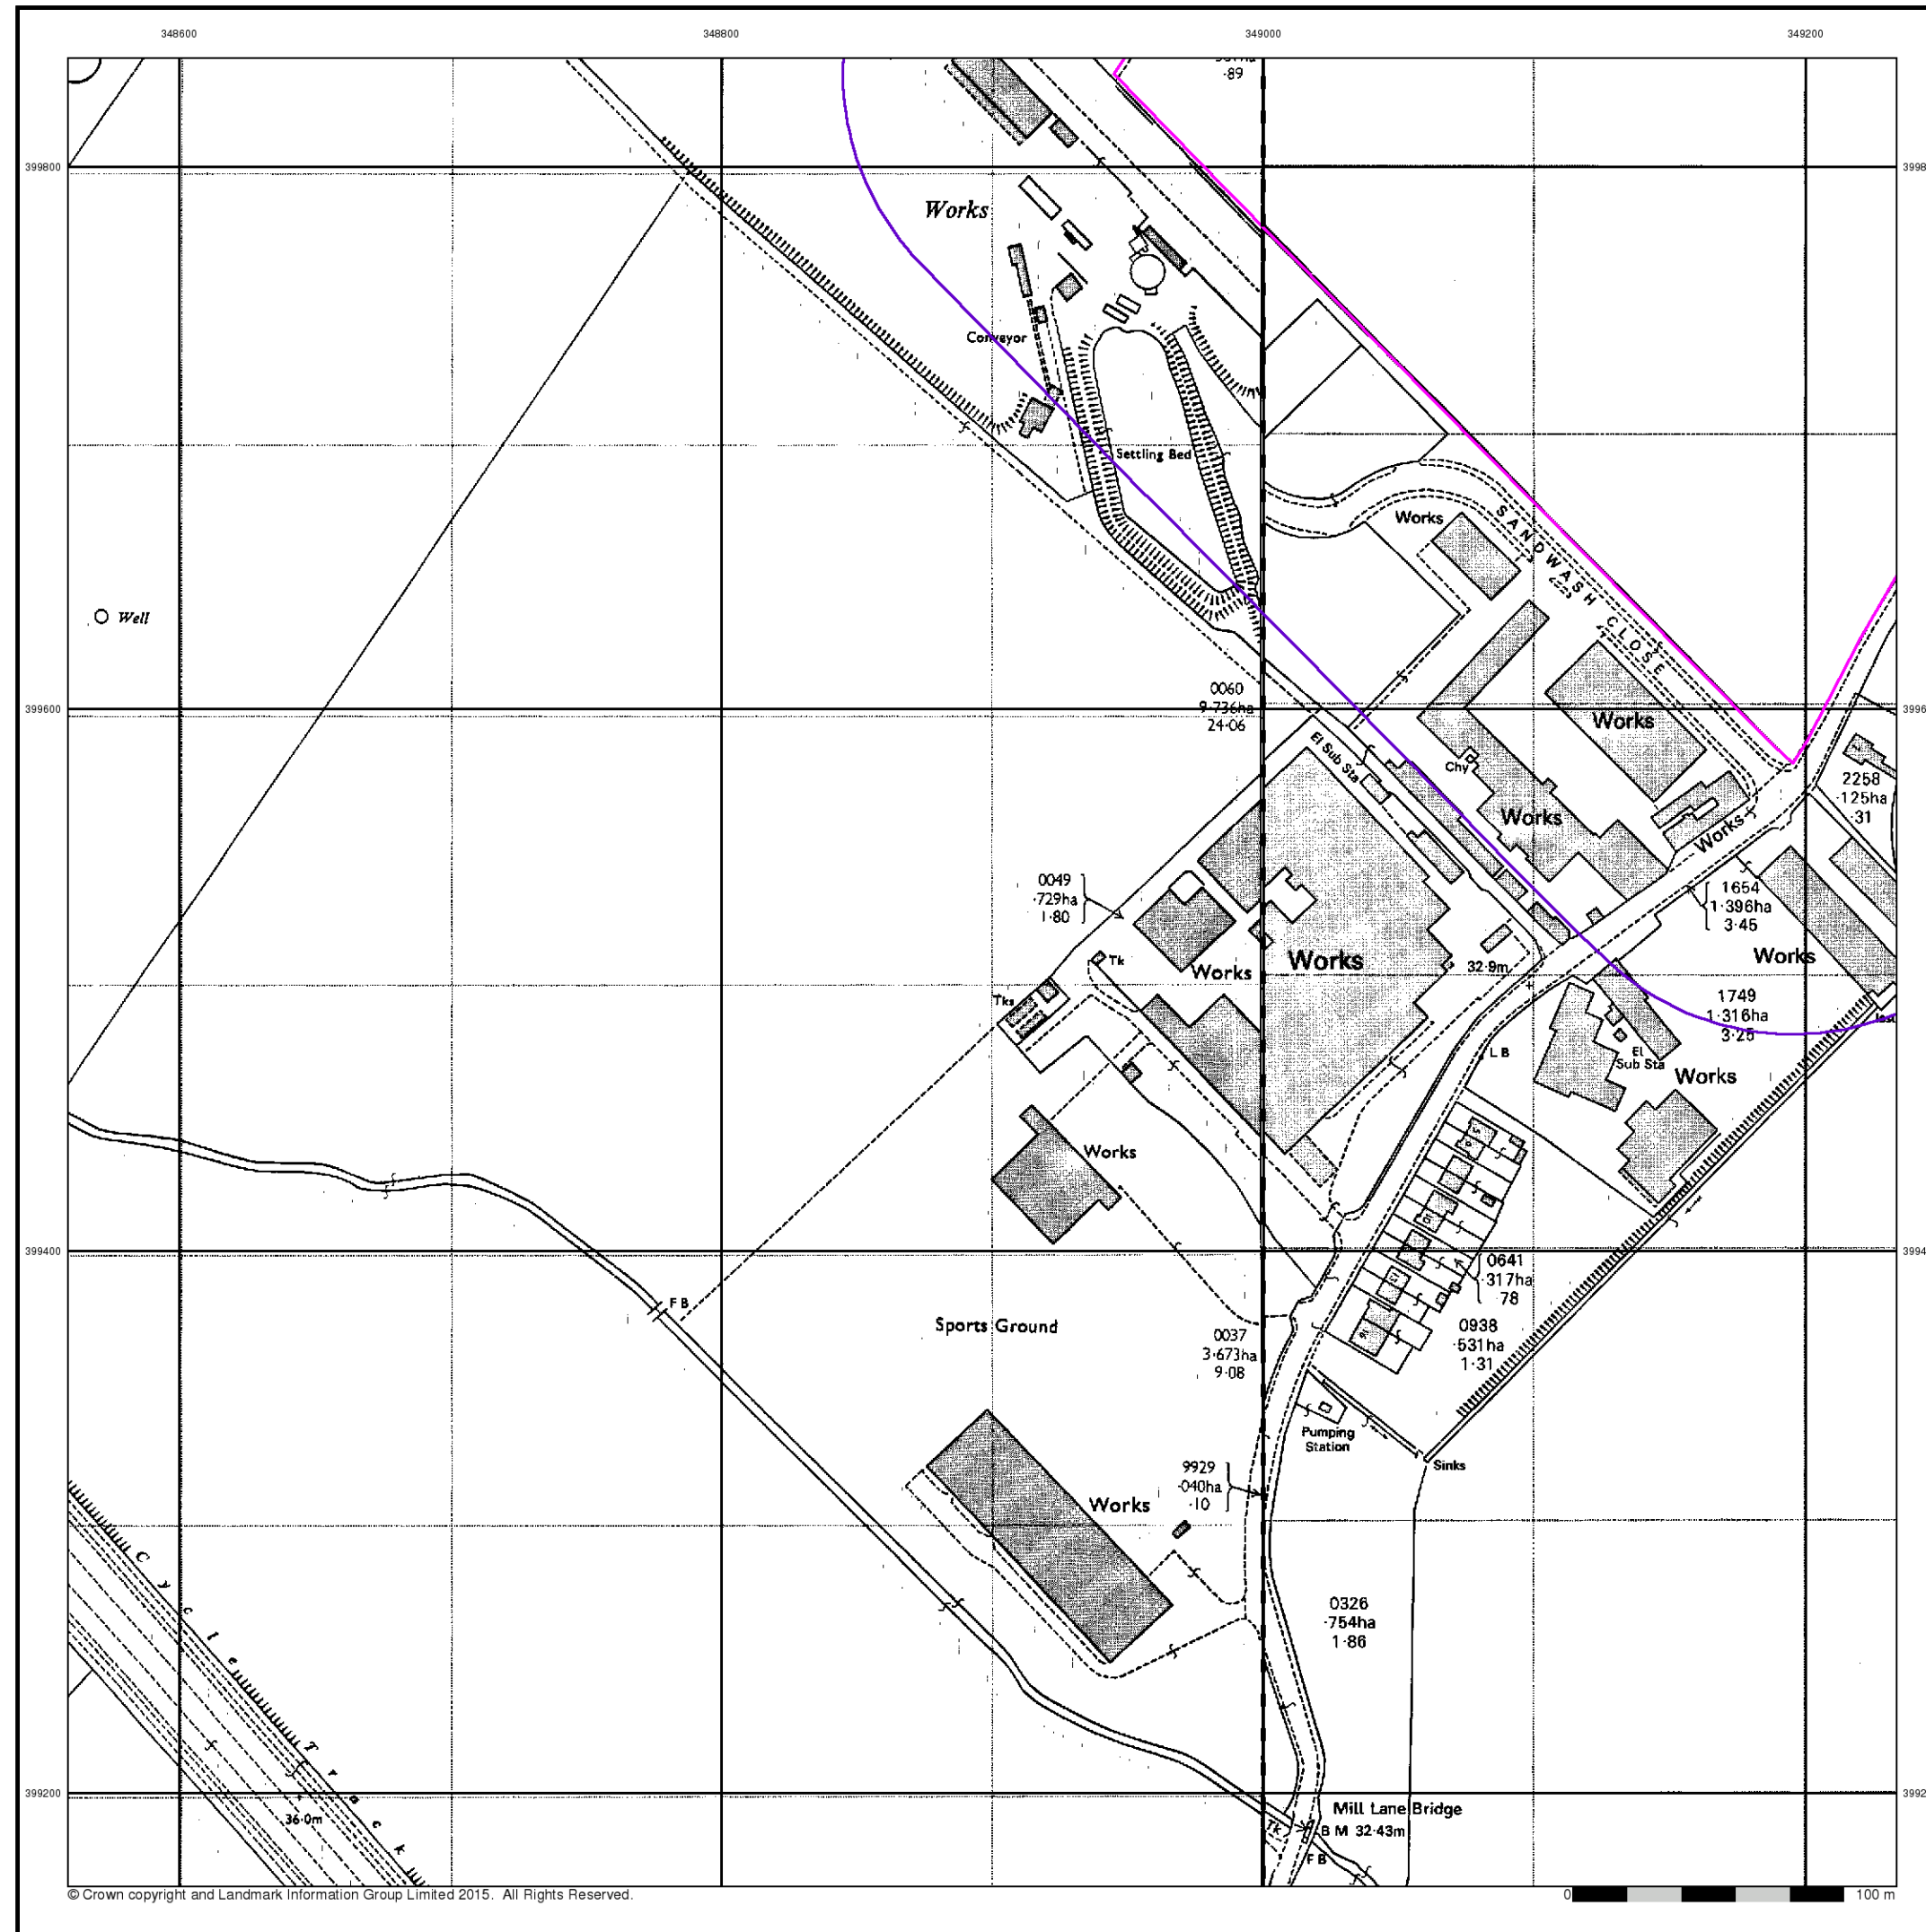 348600
348800
349000
349200
·89
399800
Works
Conveyor
Settling Bed
Works
SANDWASH CLOSE
Well
0060
9·736ha
24·06
399600
El Sub Sta
Works
Chy
Works
Works
2258
·125ha
·31
0049
·729ha
1·80
1654
1·396ha
3·45
Tk
Works
Works
32·9m
Works
Tks
1749
1·316ha
3·25
L B
El
Sub Sta
Works
Works
399400
0641
·317ha
·78
F B
Sports Ground
0037
3·673ha
9·08
0938
·531ha
1·31
Pumping
Station
Sinks
9929
·040ha
·10
Works
Cycle Track
0326
·754ha
1·86
399200
36·0m
Mill Lane Bridge
Tk
B M 32·43m
F B
© Crown copyright and Landmark Information Group Limited 2015. All Rights Reserved.
0
100 m